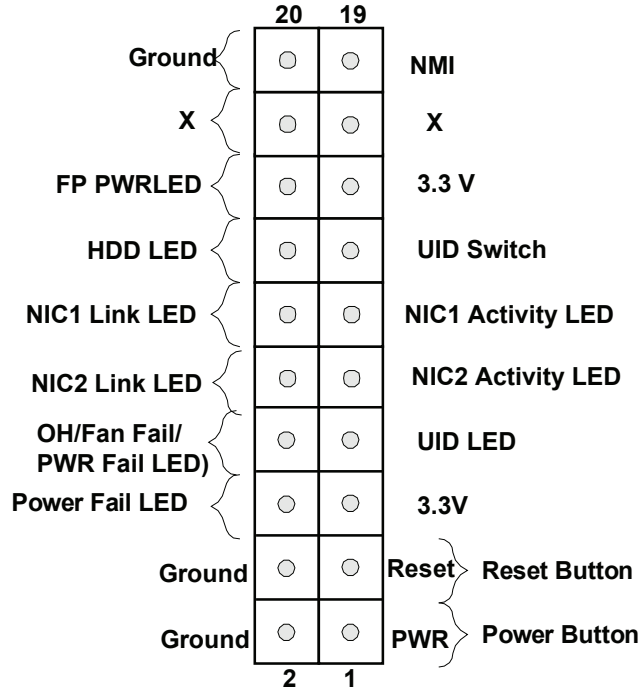 20 19
Ground NMI
X X
FP PWRLED 3.3 V
HDD LED UID Switch
NIC1 Link LED NIC1 Activity LED
NIC2 Link LED NIC2 Activity LED
OH/Fan Fail/
PWR Fail LED) UID LED
Power Fail LED 3.3V
Ground Reset Reset Button
Ground PWR Power Button
2 1